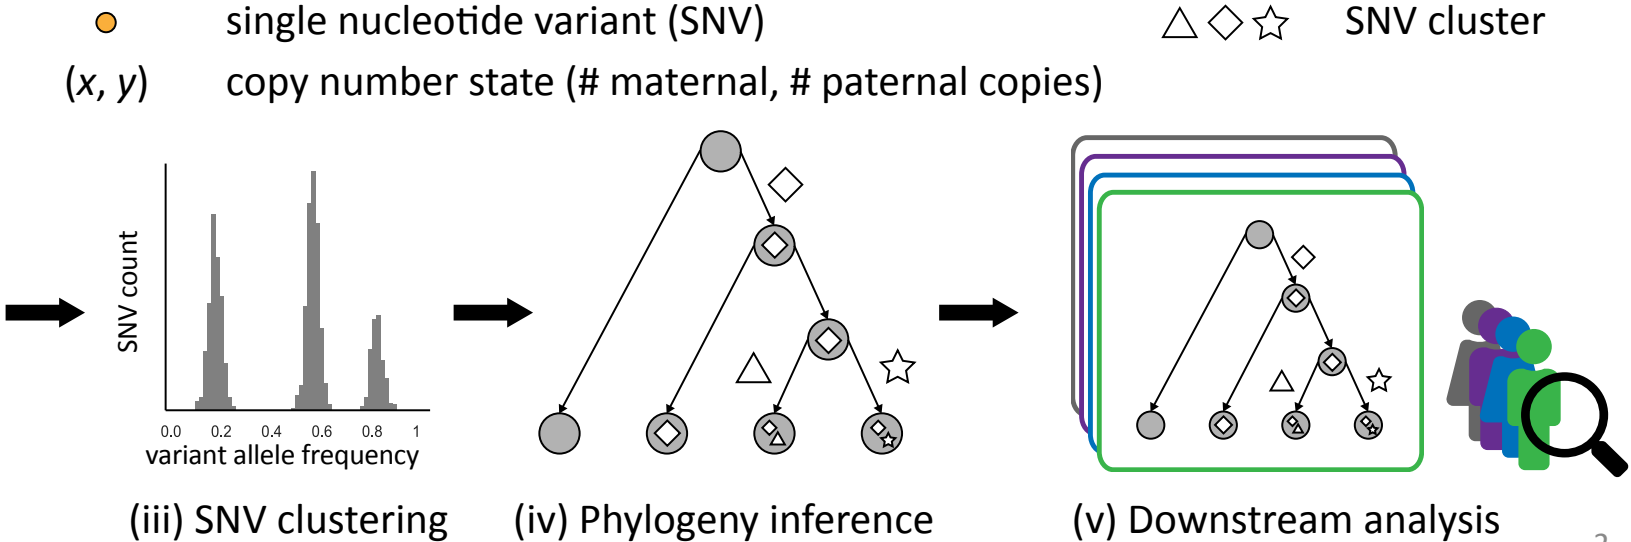 single nucleotide variant (SNV)
SNV cluster
(x, y) copy number state (# maternal, # paternal copies)
SNV count
0.0 0.2 0.4 0.6 0.8 1
variant allele frequency
(iii) SNV clustering
(iv) Phylogeny inference
(v) Downstream analysis